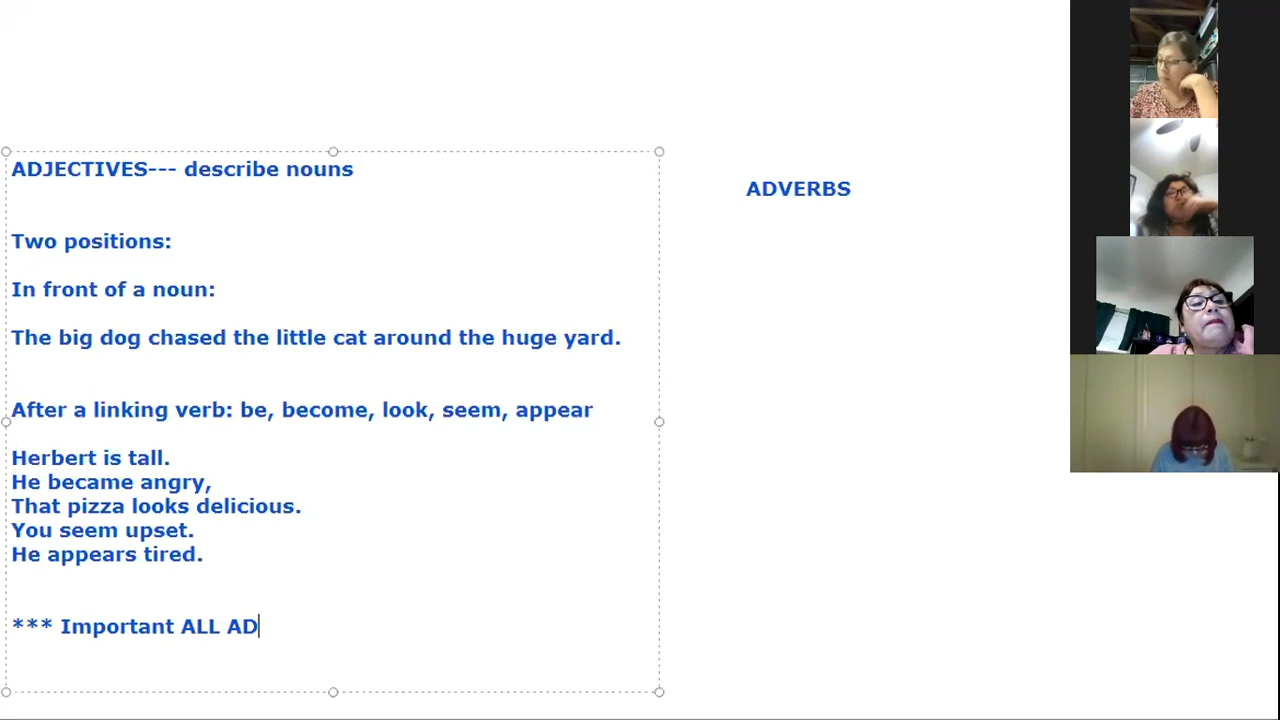 ADJECTIVES--- describe nouns
ADVERBS
Two positions:
In front of a noun:
The big dog chased the little cat around the huge yard.
After a linking verb: be, become, look, seem, appear
Herbert is tall.
He became angry,
That pizza looks delicious.
You seem upset.
He appears tired.
*** Important ALL AD